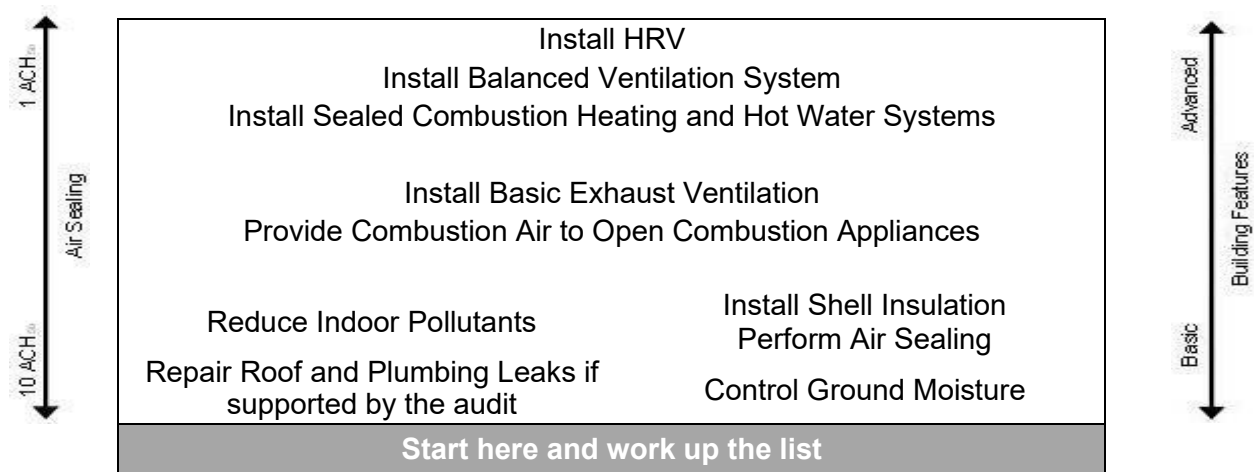 Install HRV
Install Balanced Ventilation System
Install Sealed Combustion Heating and Hot Water Systems
Install Basic Exhaust Ventilation
Provide Combustion Air to Open Combustion Appliances
Reduce Indoor Pollutants
Repair Roof and Plumbing Leaks if
supported by the audit
Install Shell Insulation
Perform Air Sealing
Control Ground Moisture
Start here and work up the list
1 ACH50
Air Sealing
10 ACH50
Advanced
Building Features
Basic